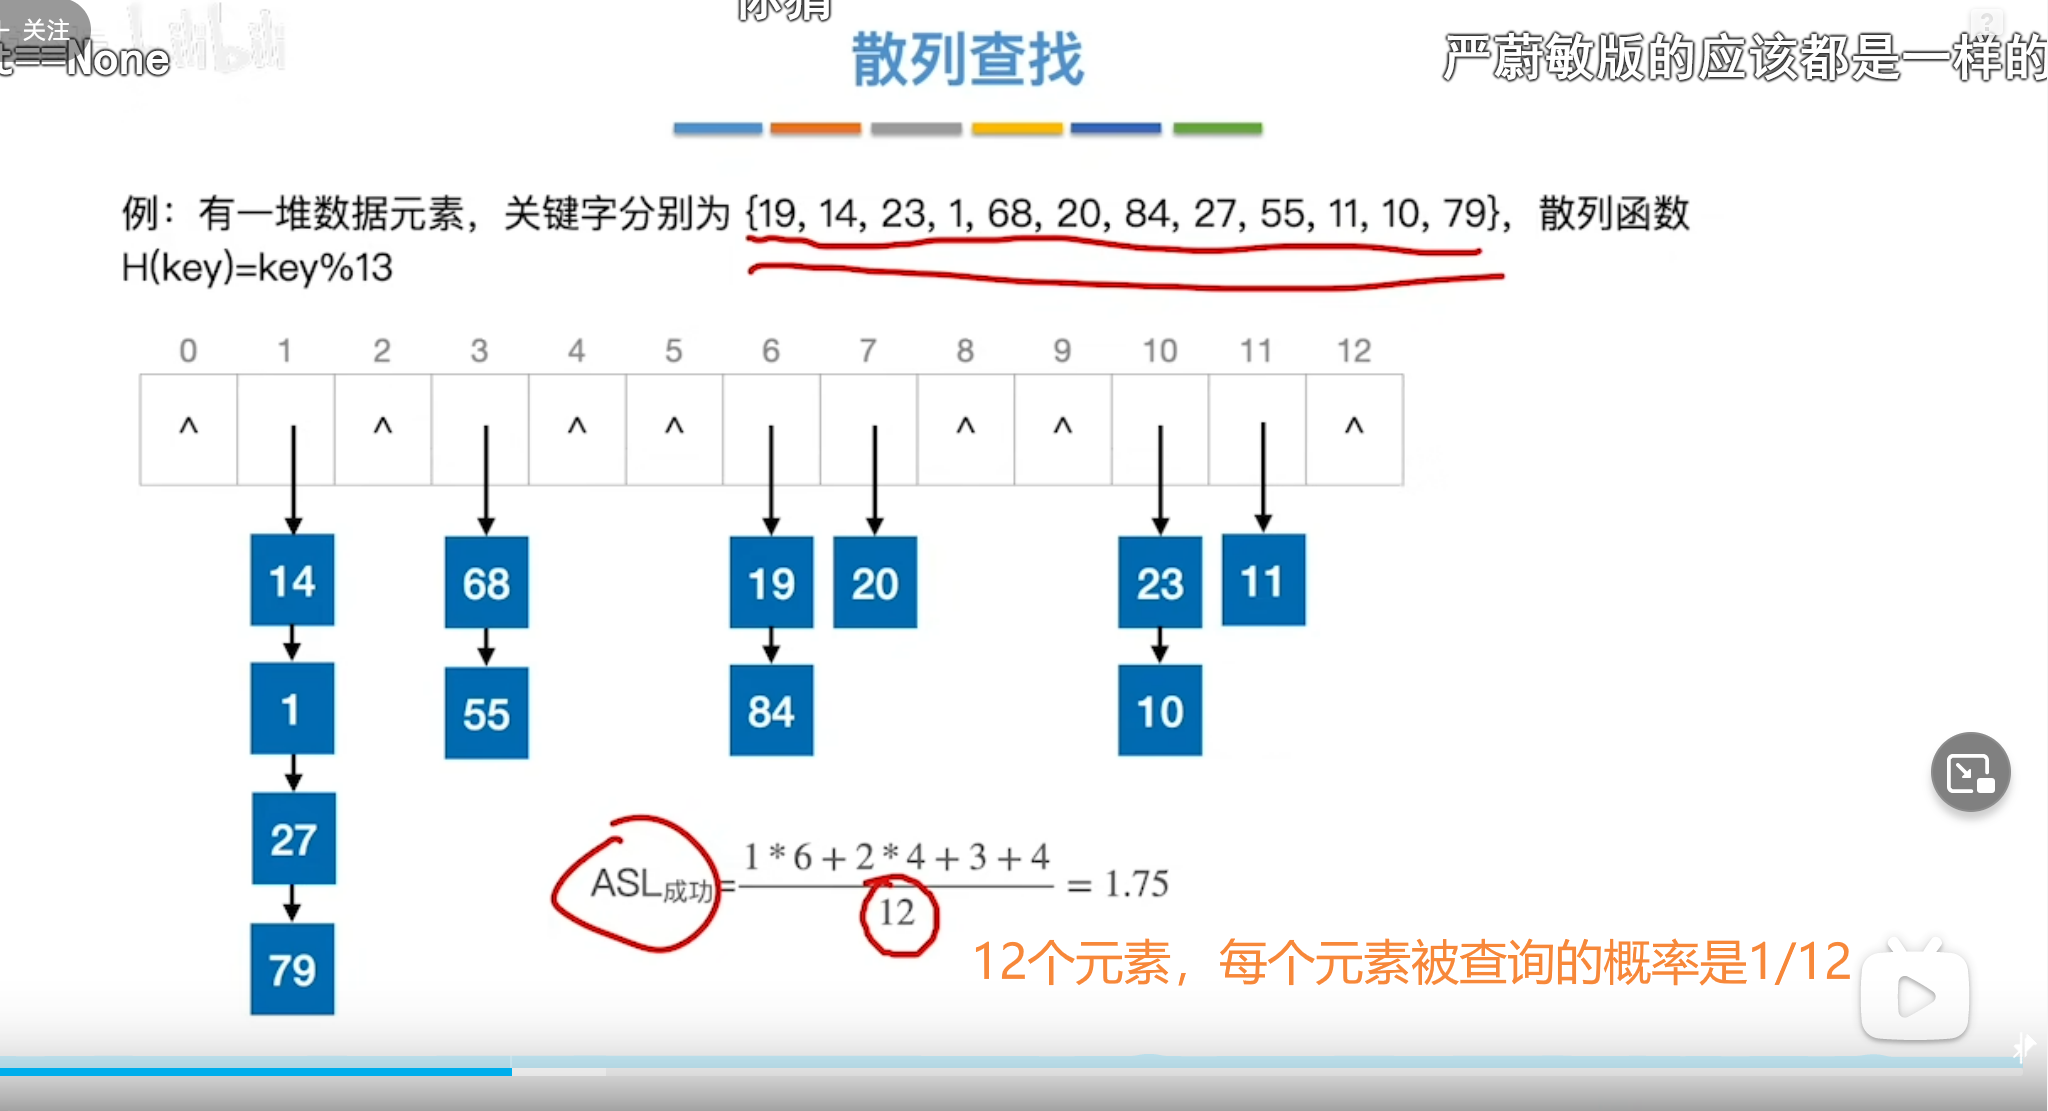 关注
你猜
t==None
散列查找
严蔚敏版的应该都是一样的
例：有一堆数据元素，关键字分别为 {19, 14, 23, 1, 68, 20, 84, 27, 55, 11, 10, 79}，散列函数
H(key)=key%13
0 1 2 3 4 5 6 7 8 9 10 11 12
^ ^ ^ ^ ^ ^ ^
14 68 19 20 23 11
1 55 84 10
27
79
ASL成功= (1 * 6 + 2 * 4 + 3 + 4) / 12 = 1.75
12个元素，每个元素被查询的概率是1/12